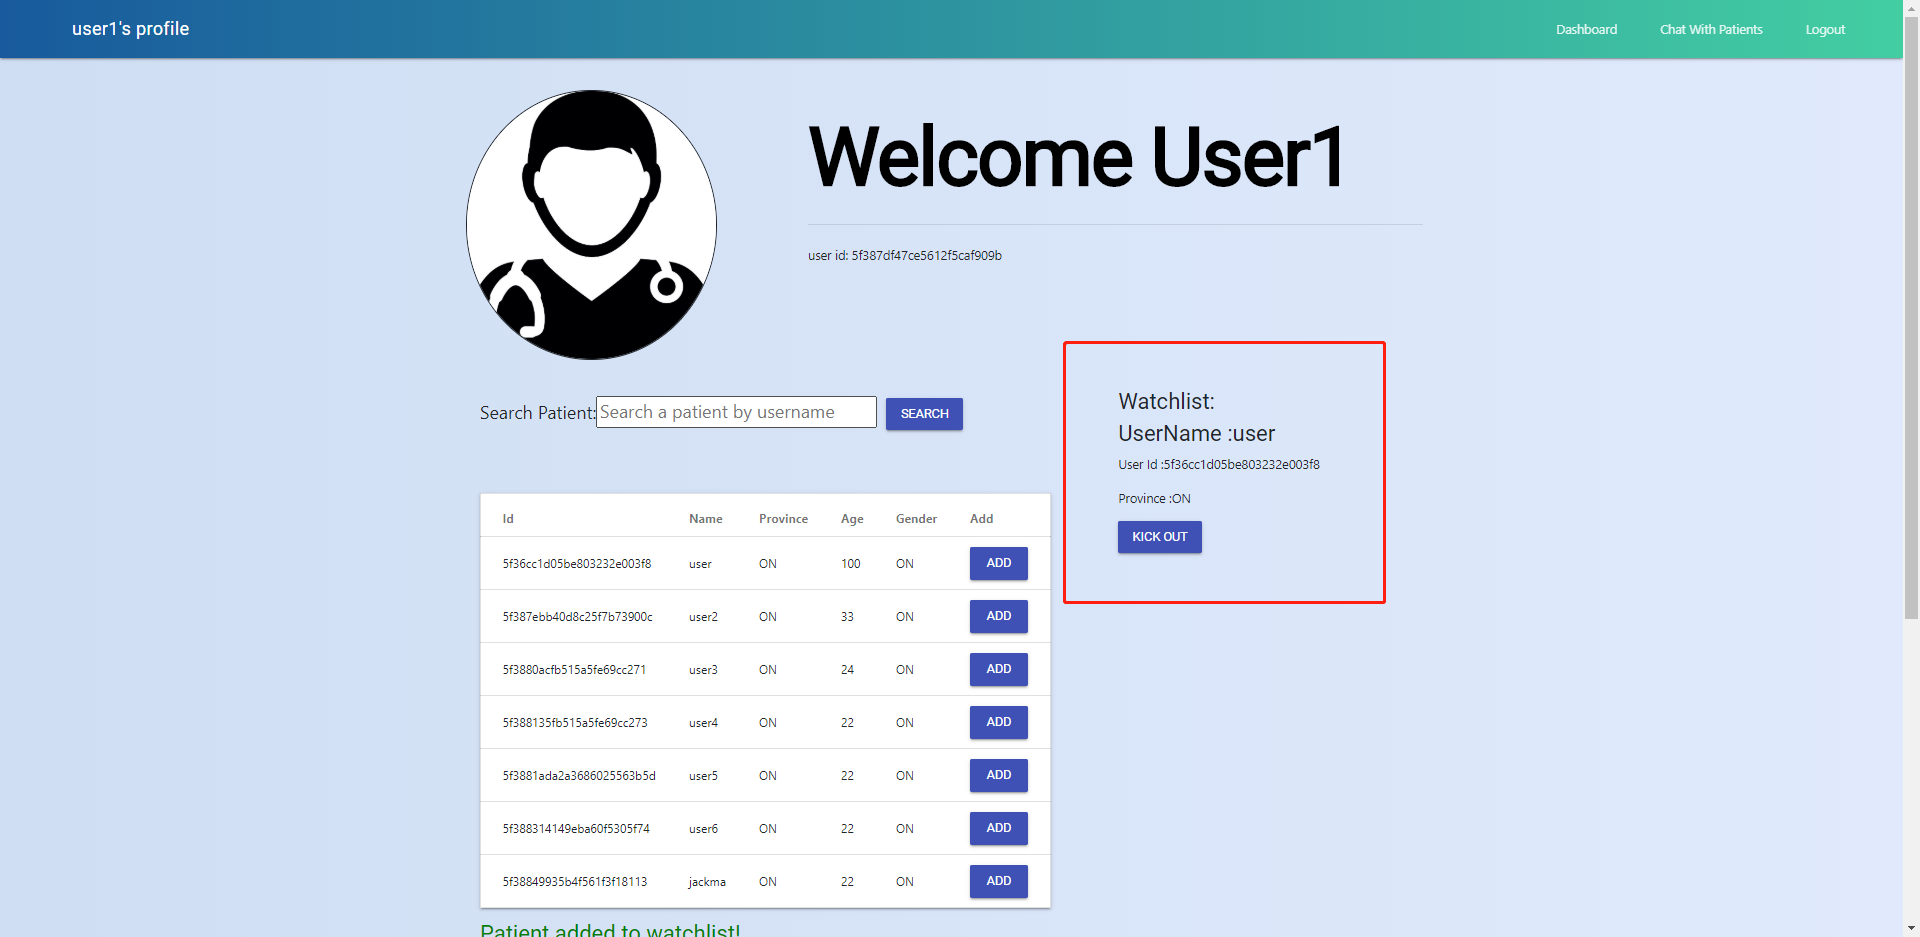 user1's profile
Dashboard
Chat With Patients
Logout
Welcome User1
user id: 5f387df47ce5612f5caf909b
Search Patient: Search a patient by username SEARCH
Id Name Province Age Gender Add
5f36cc1d05be803232e003f8 user ON 100 ON ADD
5f387ebb40d8c25f7b73900c user2 ON 33 ON ADD
5f3880acfb515a5fe69cc271 user3 ON 24 ON ADD
5f388135fb515a5fe69cc273 user4 ON 22 ON ADD
5f3881ada2a3686025563b5d user5 ON 22 ON ADD
5f388314149eba60f5305f74 user6 ON 22 ON ADD
5f38849935b4f561f3f18113 jackma ON 22 ON ADD
Patient added to watchlist!
Watchlist:
UserName :user
User Id :5f36cc1d05be803232e003f8
Province :ON
KICK OUT